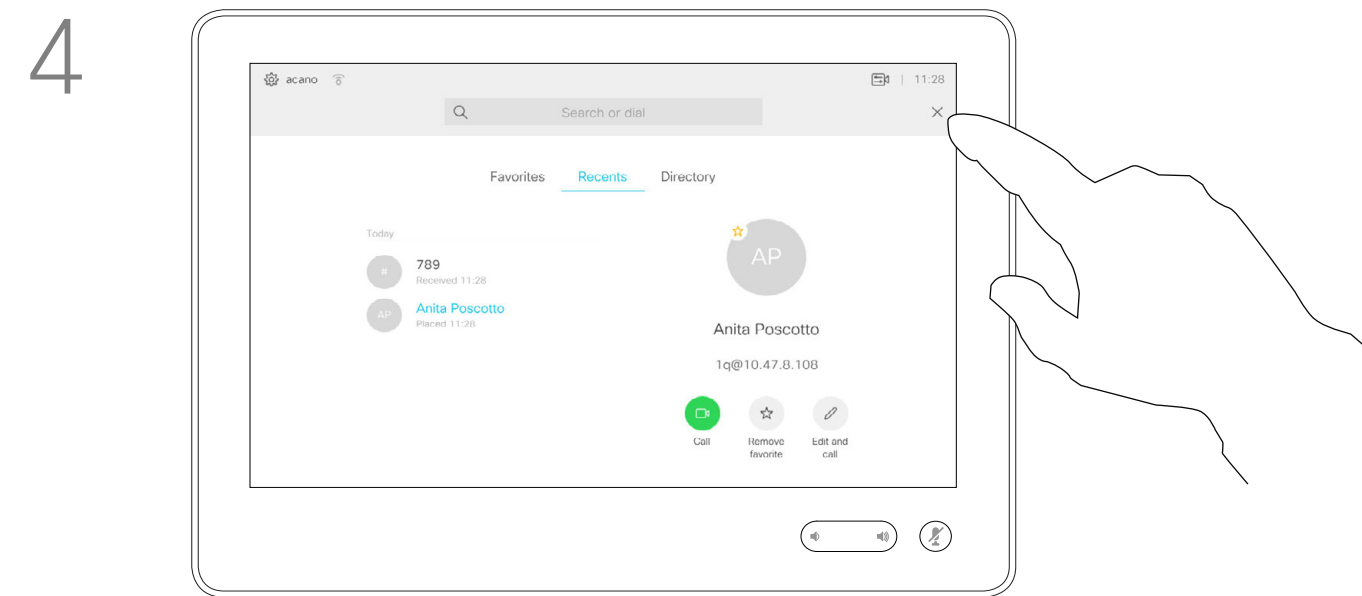 4
acano
11:28
Search or dial
Favorites Recents Directory
Today
#
789
Received 11:28
AP
Anita Poscotto
Placed 11:28
AP
Anita Poscotto
1q@10.47.8.108
Call
Remove
favorite
Edit and
call